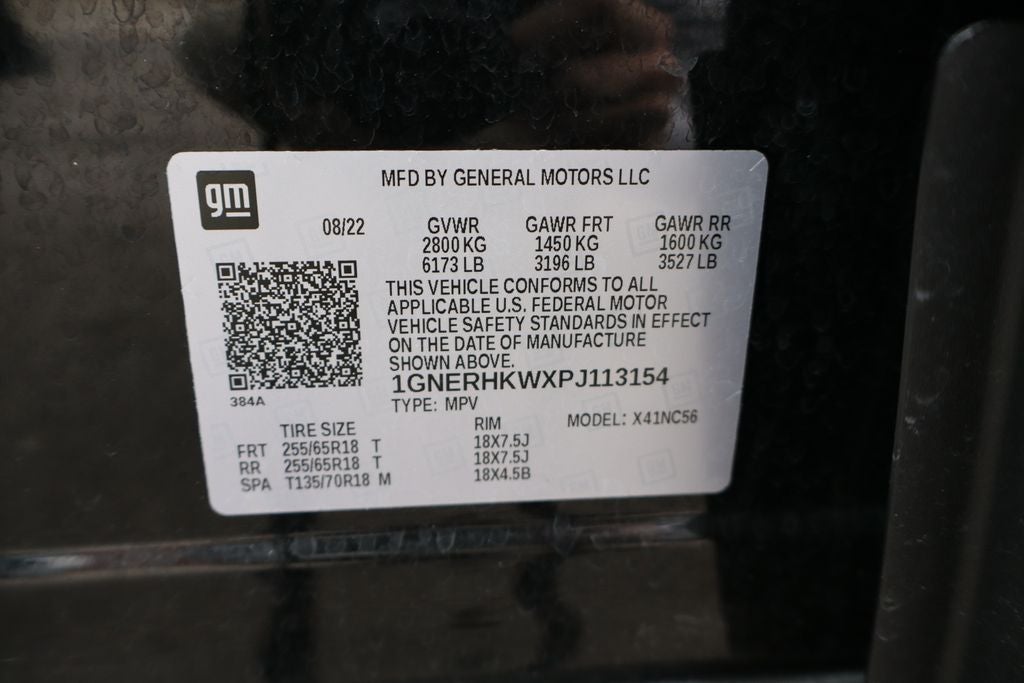 gm
MFD BY GENERAL MOTORS LLC
08/22 GVWR GAWR FRT GAWR RR
2800 KG 1450 KG 1600 KG
6173 LB 3196 LB 3527 LB
THIS VEHICLE CONFORMS TO ALL
APPLICABLE U.S. FEDERAL MOTOR
VEHICLE SAFETY STANDARDS IN EFFECT
ON THE DATE OF MANUFACTURE
SHOWN ABOVE.
1GNERHKWXPJ113154
384A
TYPE: MPV
MODEL: X41NC56
TIRE SIZE RIM
FRT 255/65R18 T 18X7.5J
RR 255/65R18 T 18X7.5J
SPA T135/70R18 M 18X4.5B